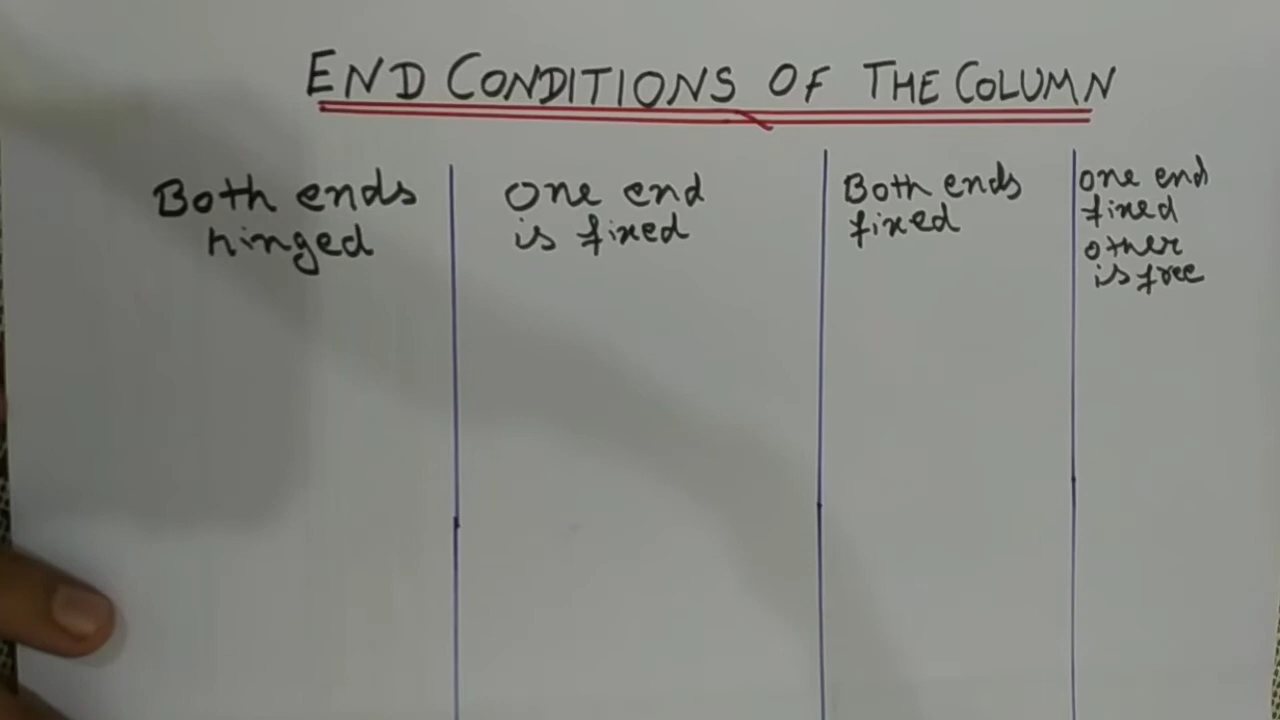 END CONDITIONS OF THE COLUMN
Both ends
hinged
One end
is fixed
Both ends
fixed
one end
fixed
other
is free